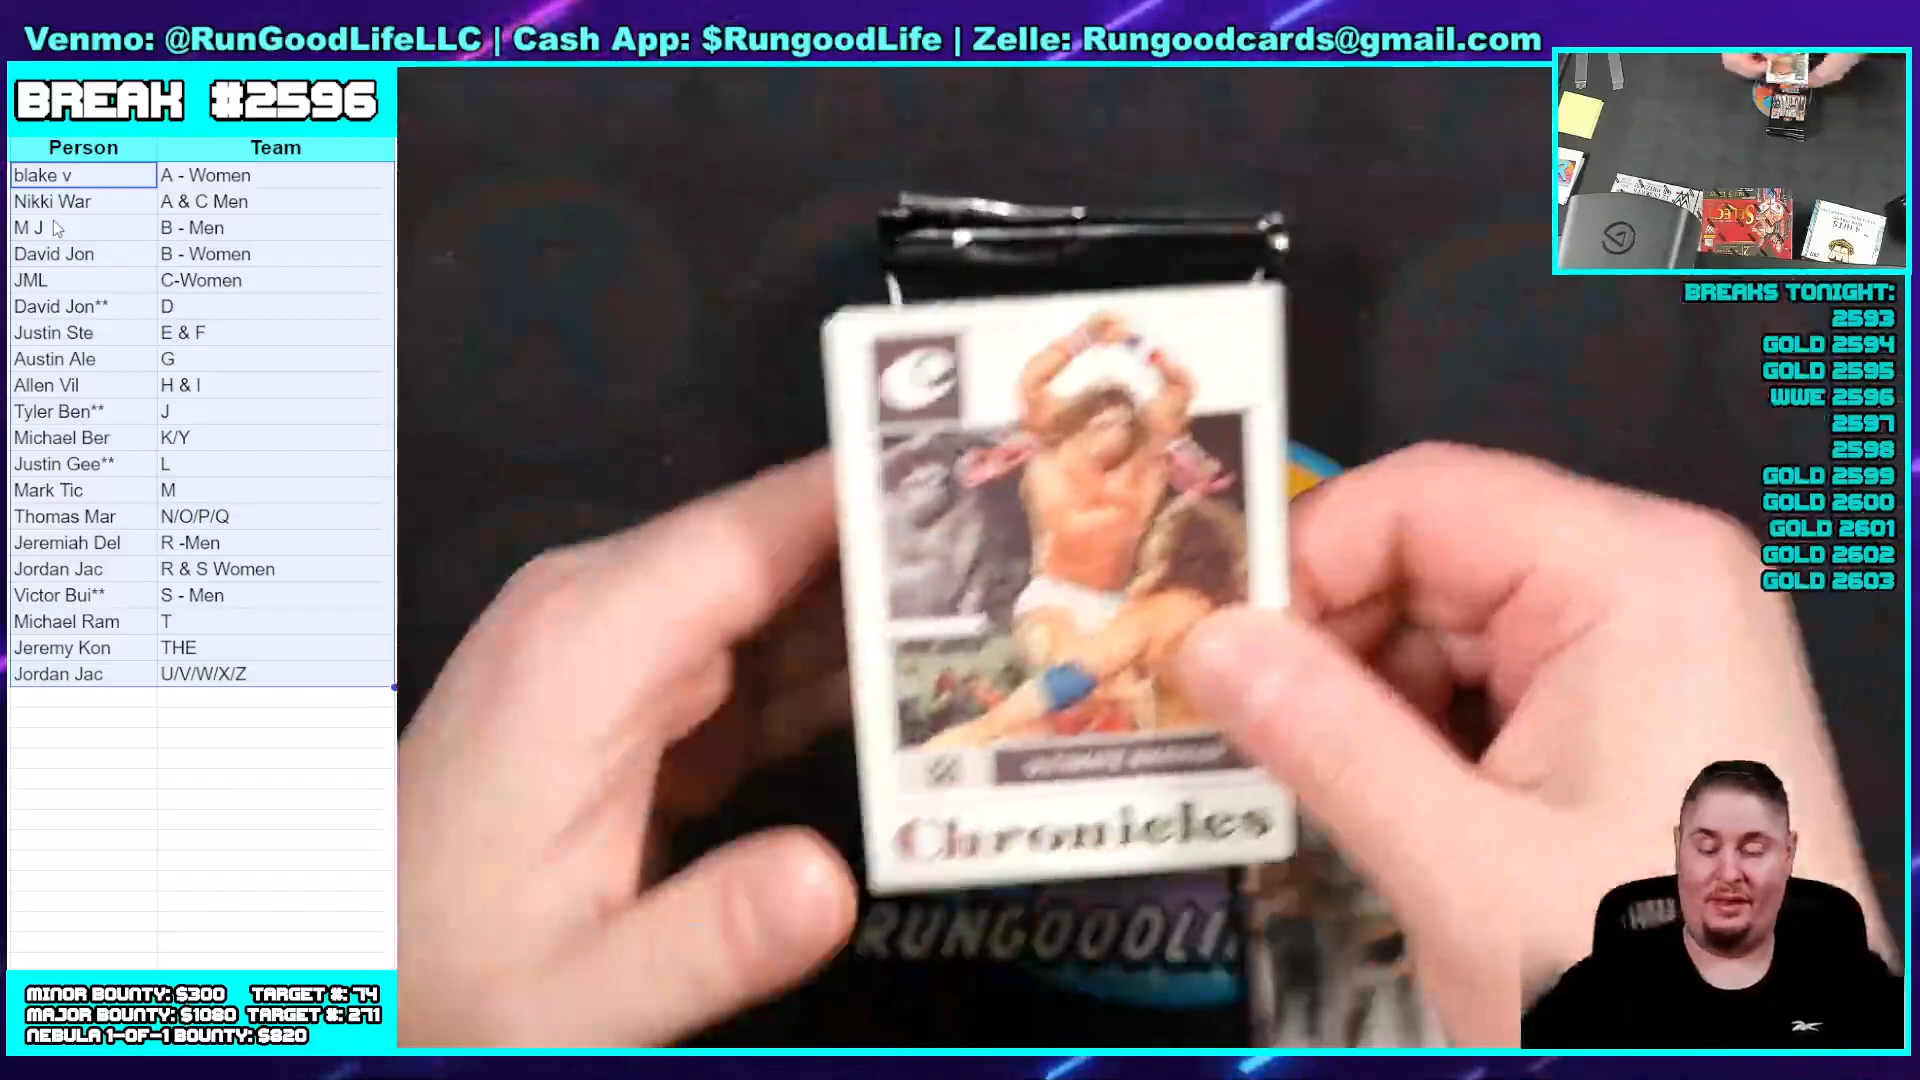 Venmo: @RunGoodLifeLLC | Cash App: $RungoodLife | Zelle: Rungoodcards@gmail.com
BREAK #2596
Person Team
blake v A - Women
Nikki War A & C Men
M J B - Men
David Jon B - Women
JML C-Women
David Jon** D
Justin Ste E & F
Austin Ale G
Allen Vil H & I
Tyler Ben** J
Michael Ber K/Y
Justin Gee** L
Mark Tic M
Thomas Mar N/O/P/Q
Jeremiah Del R -Men
Jordan Jac R & S Women
Victor Bui** S - Men
Michael Ram T
Jeremy Kon THE
Jordan Jac U/V/W/X/Z
MINOR BOUNTY: $300 TARGET #: 74
MAJOR BOUNTY: $1080 TARGET #: 271
NEBULA 1-OF-1 BOUNTY: $820
Chronicles
RUNGOODLI
SELECT
4 HITS
BREAKS TONIGHT:
2593
GOLD 2594
GOLD 2595
WWE 2596
2597
2598
GOLD 2599
GOLD 2600
GOLD 2601
GOLD 2602
GOLD 2603